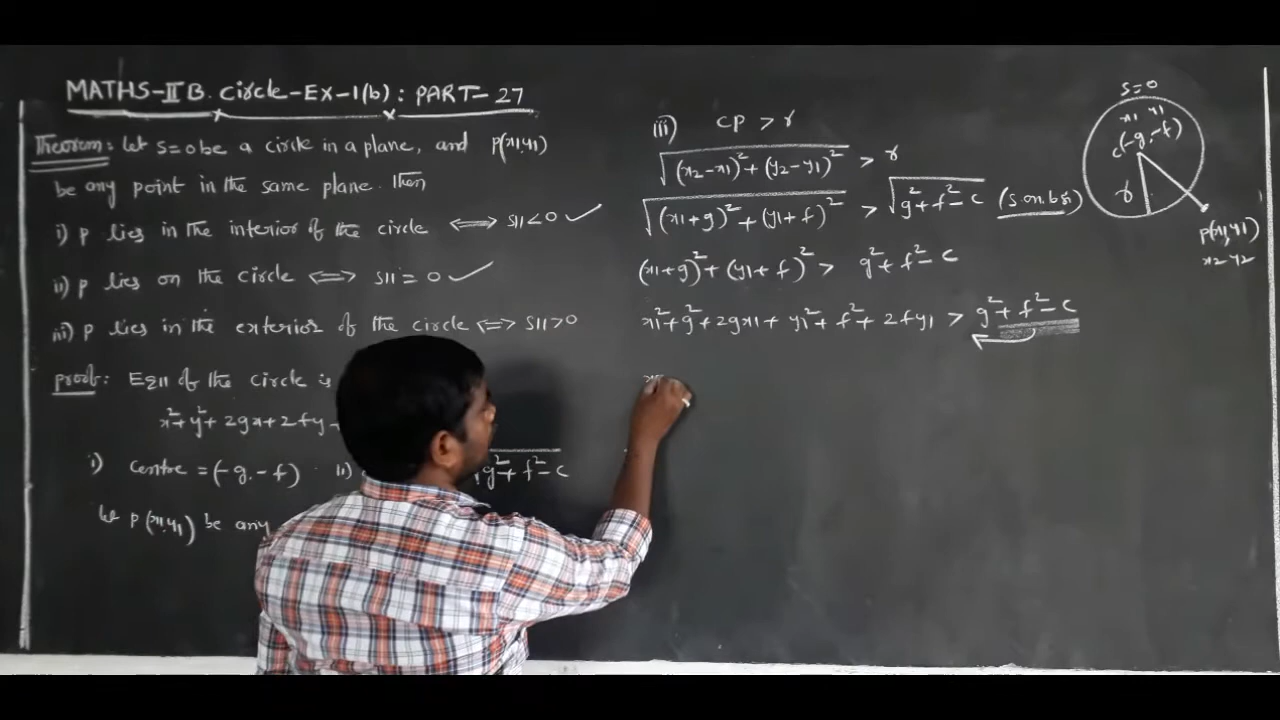 MATHS-II B. Circle-Ex-1(b): PART-27
Theorem: Let S=0 be a circle in a plane, and P(x1,y1)
be any point in the same plane. Then
i) P lies in the interior of the circle ⟺ S11<0 ✓
ii) P lies on the circle ⟺ S11 = 0 ✓
iii) P lies in the exterior of the circle ⟺ S11>0
proof: Eqn of the circle is
x²+y²+2gx+2fy
i) Centre = (-g,-f) ii)
√g²+f²-c
Let P(x1,y1) be any
iii) CP > r
√(x2-x1)²+(y2-y1)² > r
√(x1+g)²+(y1+f)² > √g²+f²-c (S.on.b.s)
(x1+g)²+(y1+f)² > g²+f²-c
x1²+g²+2gx1+y1²+f²+2fy1 > g²+f²-c
S=0
x1 y1
C(-g,-f)
r
P(x1,y1)
x2 y2